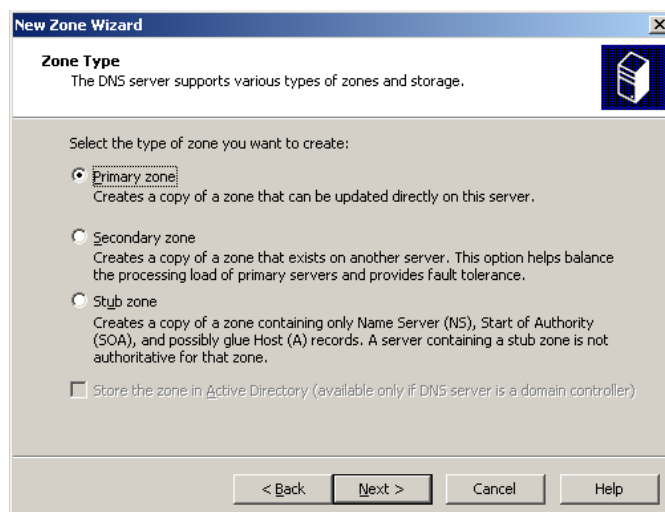 New Zone Wizard
Zone Type
The DNS server supports various types of zones and storage.
Select the type of zone you want to create:
Primary zone
Creates a copy of a zone that can be updated directly on this server.
Secondary zone
Creates a copy of a zone that exists on another server. This option helps balance
the processing load of primary servers and provides fault tolerance.
Stub zone
Creates a copy of a zone containing only Name Server (NS), Start of Authority
(SOA), and possibly glue Host (A) records. A server containing a stub zone is not
authoritative for that zone.
Store the zone in Active Directory (available only if DNS server is a domain controller)
< Back Next > Cancel Help